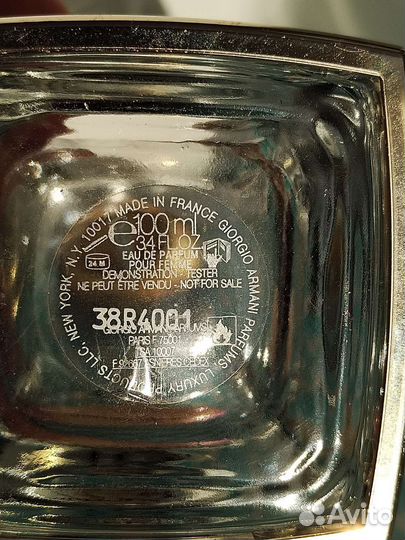 MADE IN FRANCE GIORGIO ARMANI PARFUMS, LUXURY PRODUCTS LLC, NEW YORK, N.Y. 10017
e 100 ml
3.4 FL.OZ
24 M
EAU DE PARFUM
POUR FEMME
DEMONSTRATION - TESTER
NE PEUT ÊTRE VENDU - NOT FOR SALE
38R4001
GIORGIO ARMANI PARFUMS
PARIS F-75001
USA 10007
CEDEX
Avito